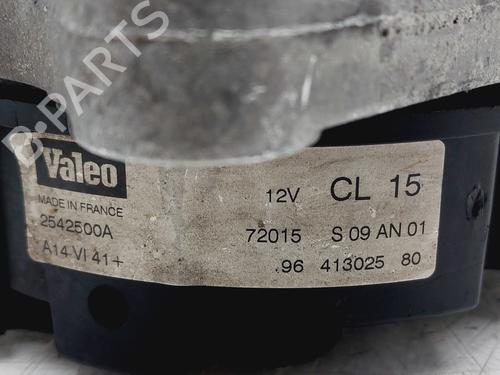 B-PARTS
Valeo
MADE IN FRANCE
2542500A
A14 VI 41+
12V CL 15
72015 S 09 AN 01
.96 413025 80